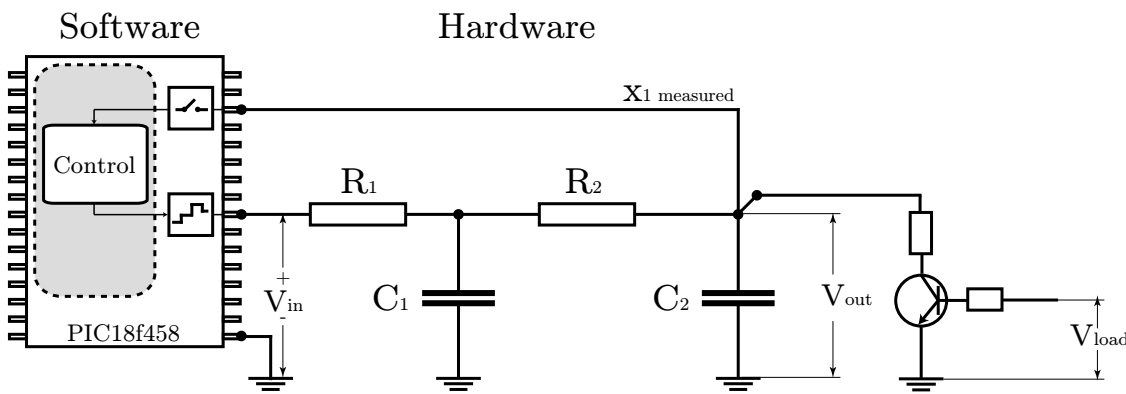 Software
Hardware
x1 measured
Control
R1
R2
+
Vin
-
C1
C2
Vout
Vload
PIC18f458